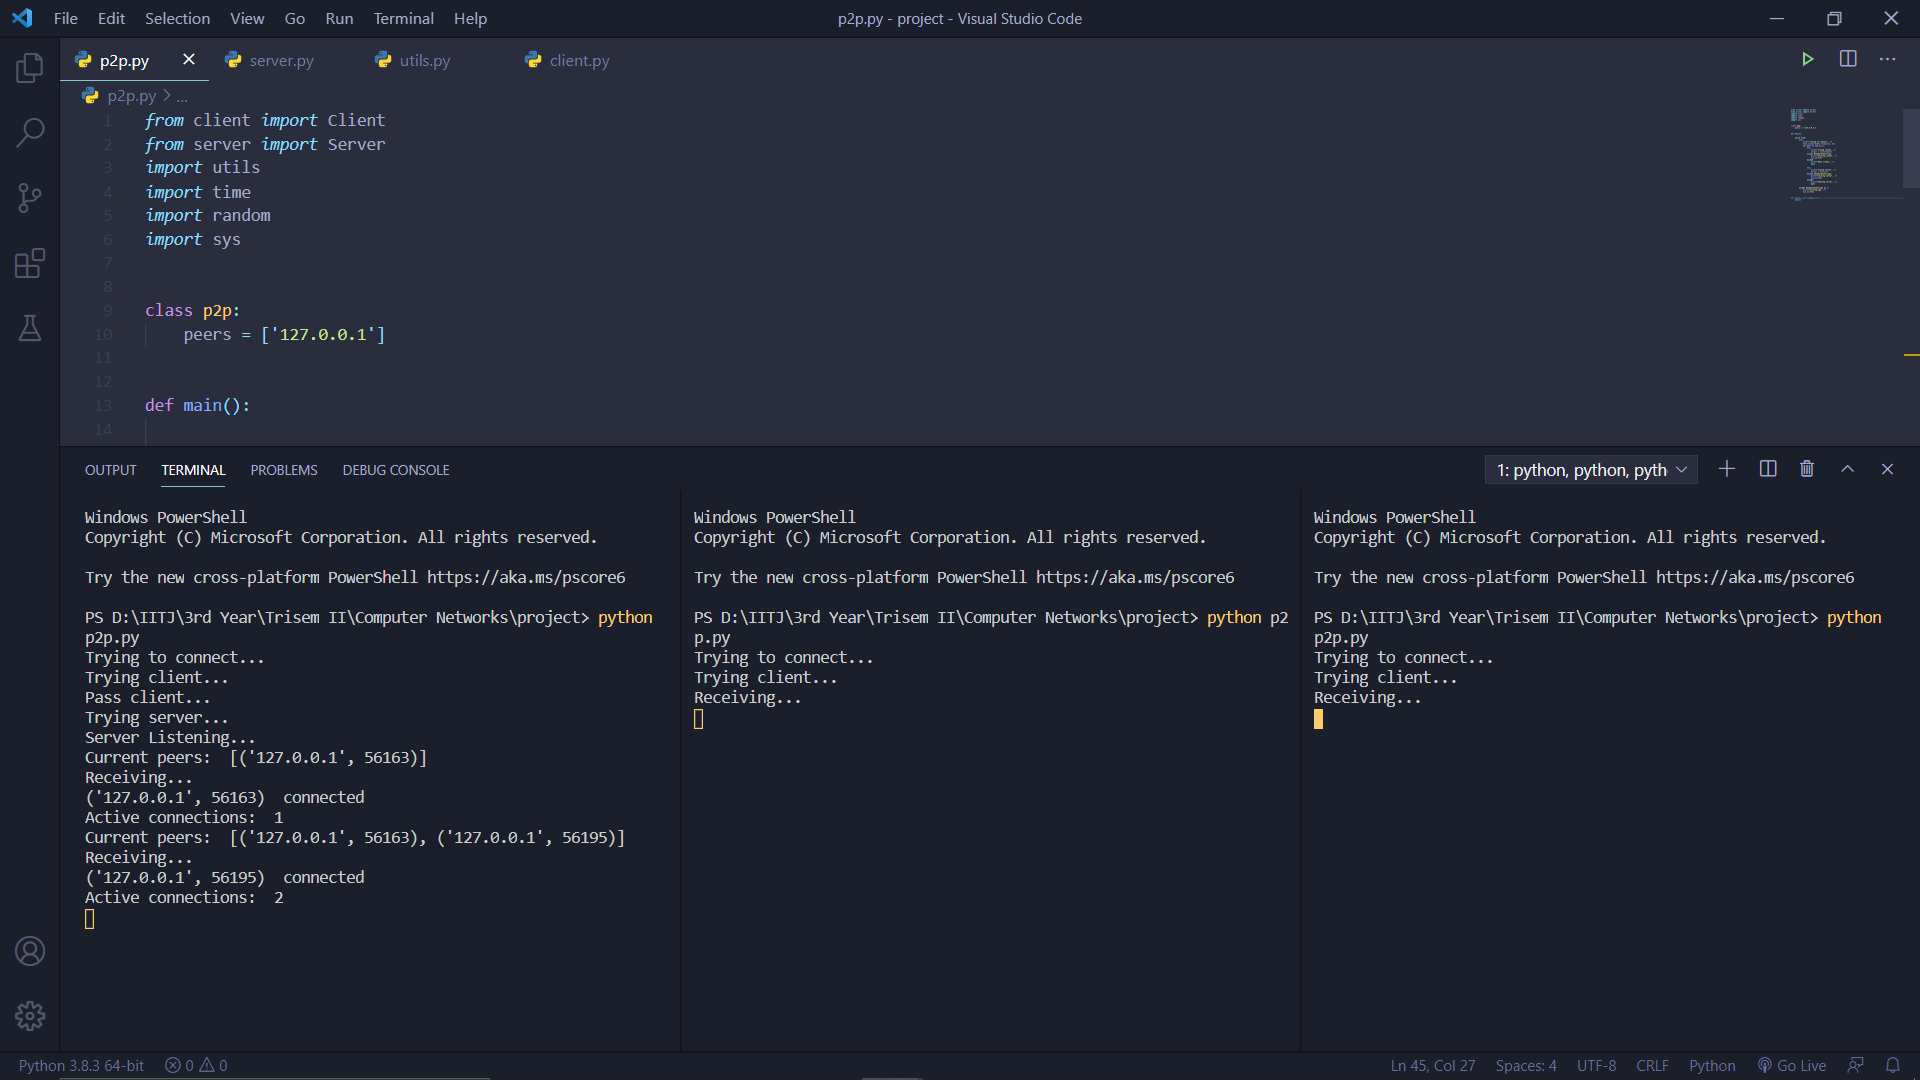 File Edit Selection View Go Run Terminal Help
p2p.py - project - Visual Studio Code
p2p.py server.py utils.py client.py
p2p.py > ...
1 from client import Client
2 from server import Server
3 import utils
4 import time
5 import random
6 import sys
7
8
9 class p2p:
10 peers = ['127.0.0.1']
11
12
13 def main():
14
OUTPUT TERMINAL PROBLEMS DEBUG CONSOLE
1: python, python, pyth
Windows PowerShell
Copyright (C) Microsoft Corporation. All rights reserved.
Try the new cross-platform PowerShell https://aka.ms/pscore6
PS D:\IITJ\3rd Year\Trisem II\Computer Networks\project> python
p2p.py
Trying to connect...
Trying client...
Pass client...
Trying server...
Server Listening...
Current peers:  [('127.0.0.1', 56163)]
Receiving...
('127.0.0.1', 56163)  connected
Active connections:  1
Current peers:  [('127.0.0.1', 56163), ('127.0.0.1', 56195)]
Receiving...
('127.0.0.1', 56195)  connected
Active connections:  2
Windows PowerShell
Copyright (C) Microsoft Corporation. All rights reserved.
Try the new cross-platform PowerShell https://aka.ms/pscore6
PS D:\IITJ\3rd Year\Trisem II\Computer Networks\project> python p2
p.py
Trying to connect...
Trying client...
Receiving...
Windows PowerShell
Copyright (C) Microsoft Corporation. All rights reserved.
Try the new cross-platform PowerShell https://aka.ms/pscore6
PS D:\IITJ\3rd Year\Trisem II\Computer Networks\project> python
p2p.py
Trying to connect...
Trying client...
Receiving...
Python 3.8.3 64-bit 0 0 Ln 45, Col 27 Spaces: 4 UTF-8 CRLF Python Go Live